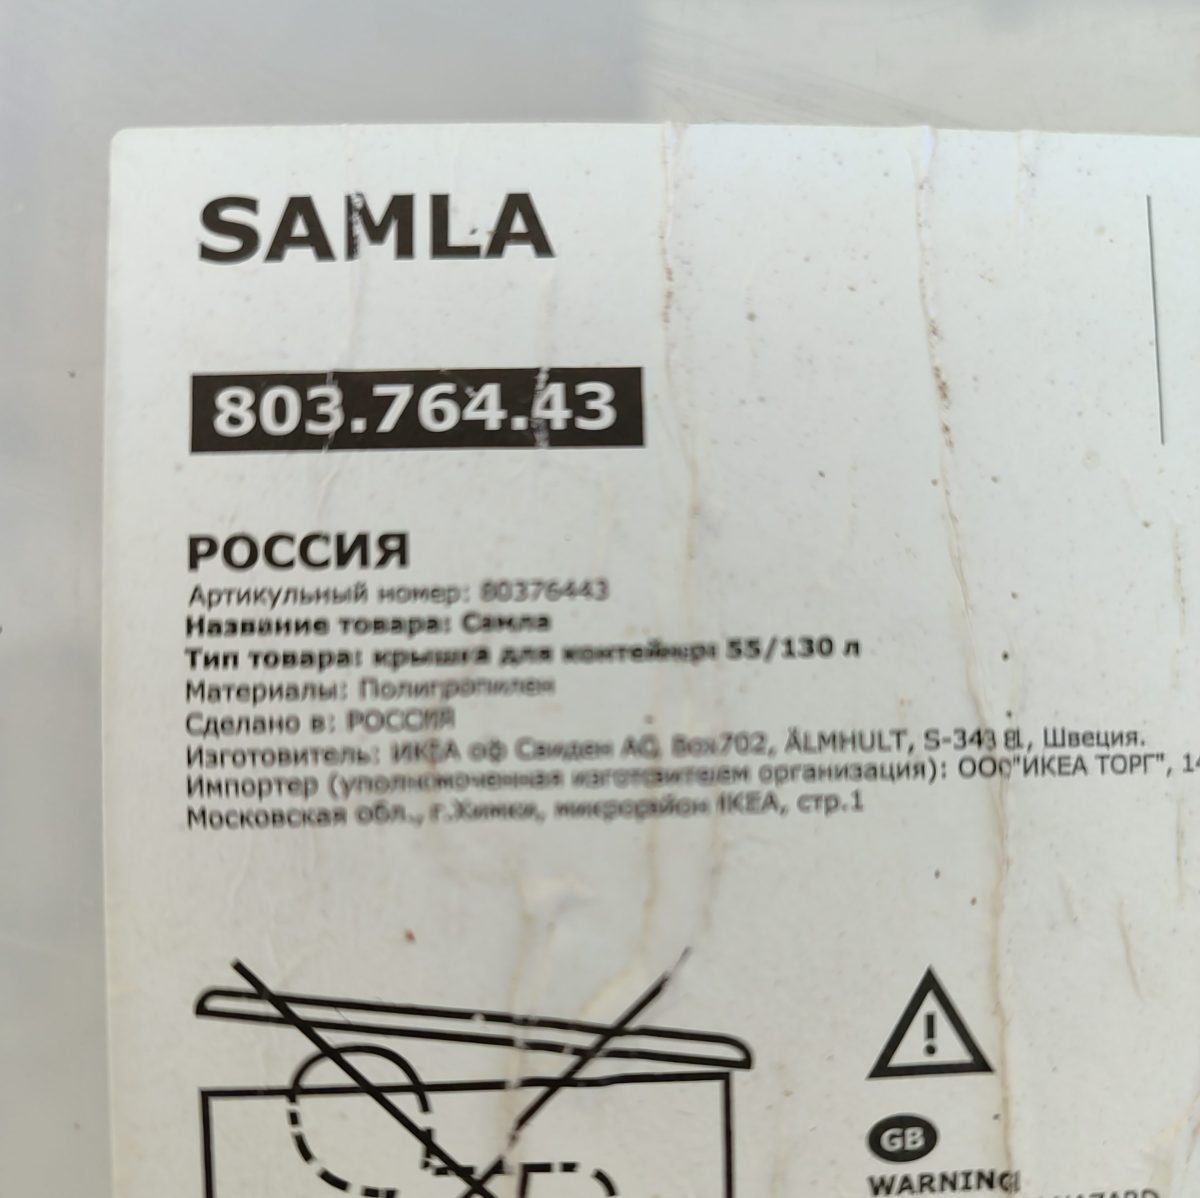 SAMLA
803.764.43
РОССИЯ
Артикульный номер: 80376443
Название товара: Самла
Тип товара: крышка для контейнера 55/130 л
Материалы: Полипропилен
Сделано в: РОССИЯ
Изготовитель: ИКЕА оф Свиден АБ, Box702, ÄLMHULT, S-343 81, Швеция.
Импортер (уполномоченная изготовителем организация): ООО"ИКЕА ТОРГ", 14
Московская обл., г.Химки, микрорайон IKEA, стр.1
!
GB
WARNING!